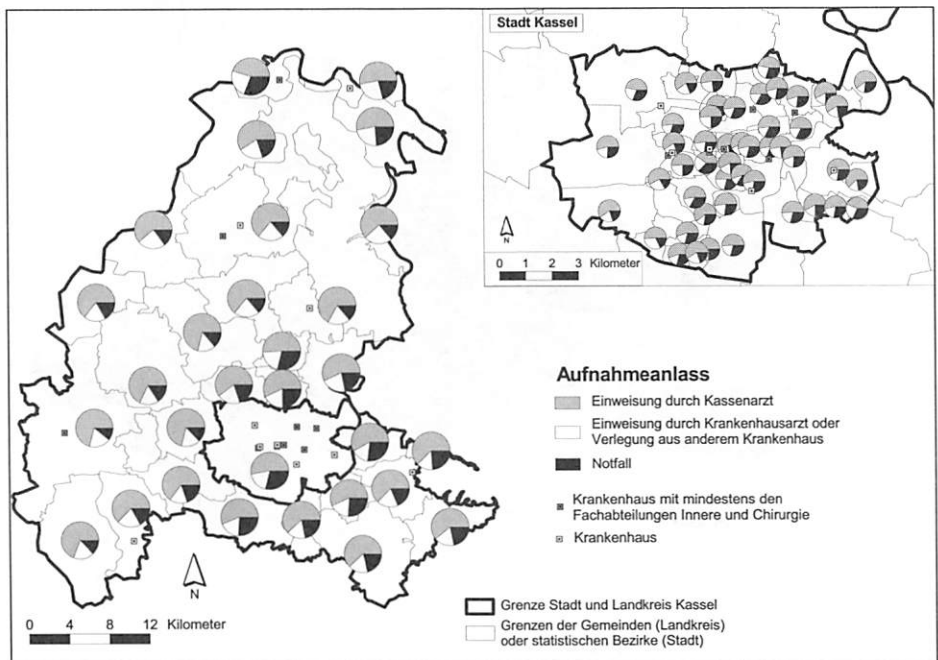 Stadt Kassel
N
0 1 2 3 Kilometer
Aufnahmeanlass
Einweisung durch Kassenarzt
Einweisung durch Krankenhausarzt oder
Verlegung aus anderem Krankenhaus
Notfall
Krankenhaus mit mindestens den
Fachabteilungen Innere und Chirurgie
Krankenhaus
N
0 4 8 12 Kilometer
Grenze Stadt und Landkreis Kassel
Grenzen der Gemeinden (Landkreis)
oder statistischen Bezirke (Stadt)